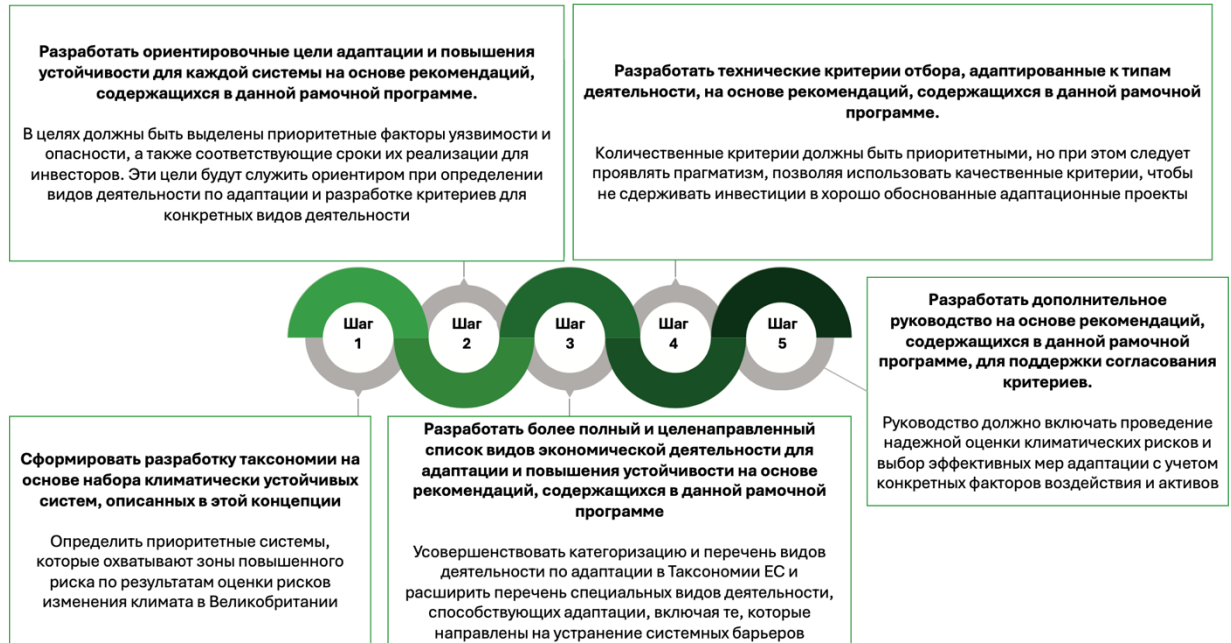 Разработать ориентировочные цели адаптации и повышения
устойчивости для каждой системы на основе рекомендаций,
содержащихся в данной рамочной программе.
В целях должны быть выделены приоритетные факторы уязвимости и
опасности, а также соответствующие сроки их реализации для
инвесторов. Эти цели будут служить ориентиром при определении
видов деятельности по адаптации и разработке критериев для
конкретных видов деятельности
Разработать технические критерии отбора, адаптированные к типам
деятельности, на основе рекомендаций, содержащихся в данной рамочной
программе.
Количественные критерии должны быть приоритетными, но при этом следует
проявлять прагматизм, позволяя использовать качественные критерии, чтобы
не сдерживать инвестиции в хорошо обоснованные адаптационные проекты
Шаг
1
Шаг
2
Шаг
3
Шаг
4
Шаг
5
Разработать дополнительное
руководство на основе рекомендаций,
содержащихся в данной рамочной
программе, для поддержки согласования
критериев.
Руководство должно включать проведение
надежной оценки климатических рисков и
выбор эффективных мер адаптации с учетом
конкретных факторов воздействия и активов
Сформировать разработку таксономии на
основе набора климатически устойчивых
систем, описанных в этой концепции
Определить приоритетные системы,
которые охватывают зоны повышенного
риска по результатам оценки рисков
изменения климата в Великобритании
Разработать более полный и целенаправленный
список видов экономической деятельности для
адаптации и повышения устойчивости на основе
рекомендаций, содержащихся в данной рамочной
программе
Усовершенствовать категоризацию и перечень видов
деятельности по адаптации в Таксономии ЕС и
расширить перечень специальных видов деятельности,
способствующих адаптации, включая те, которые
направлены на устранение системных барьеров